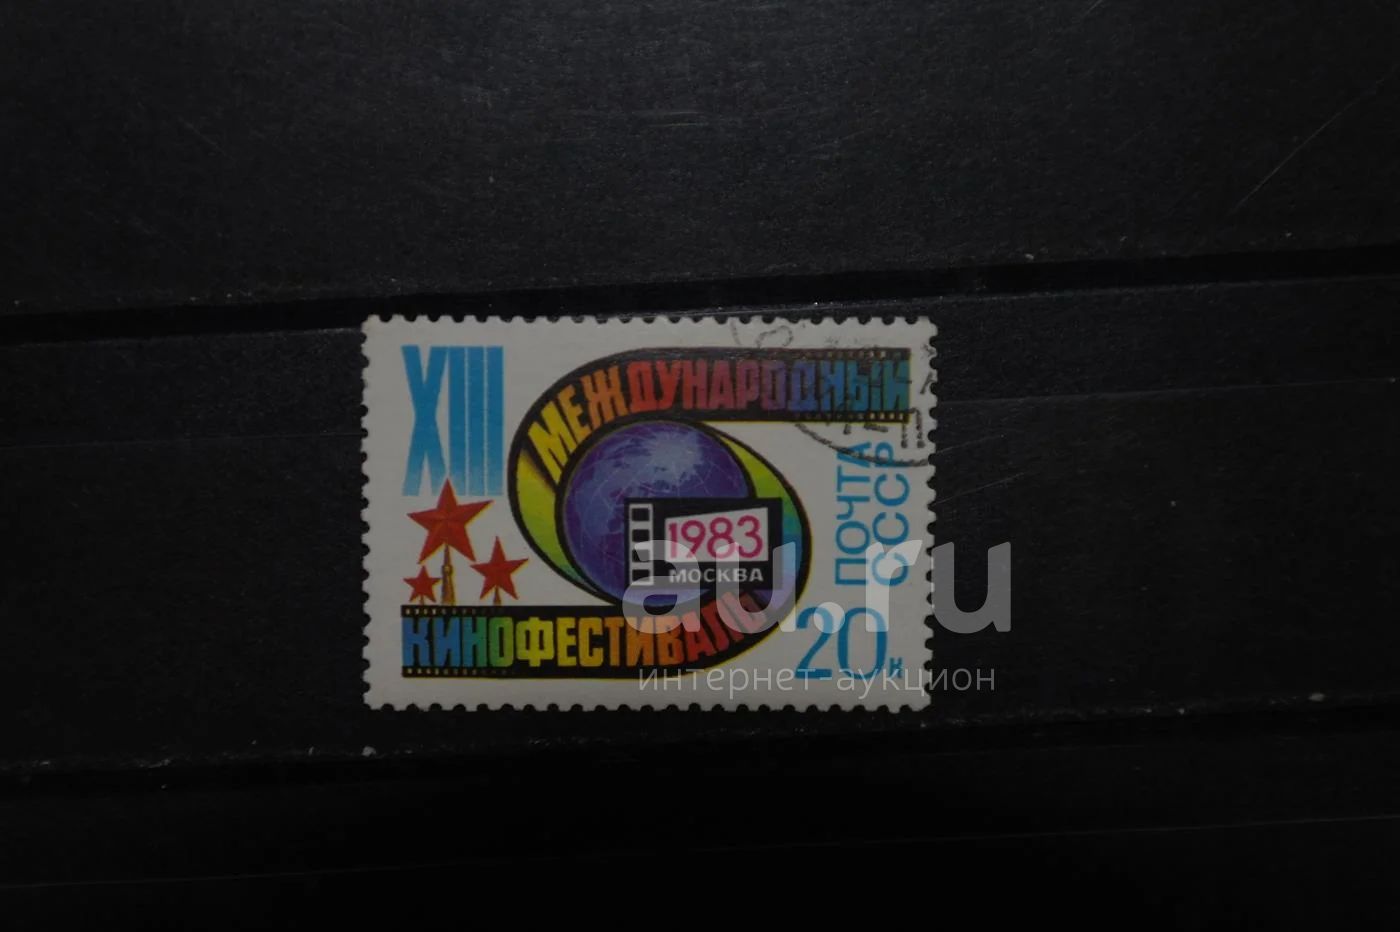 XIII
МЕЖДУНАРОДНЫЙ
КИНОФЕСТИВАЛЬ
1983
МОСКВА
ПОЧТА
СССР
20к
au.ru
интернет-аукцион